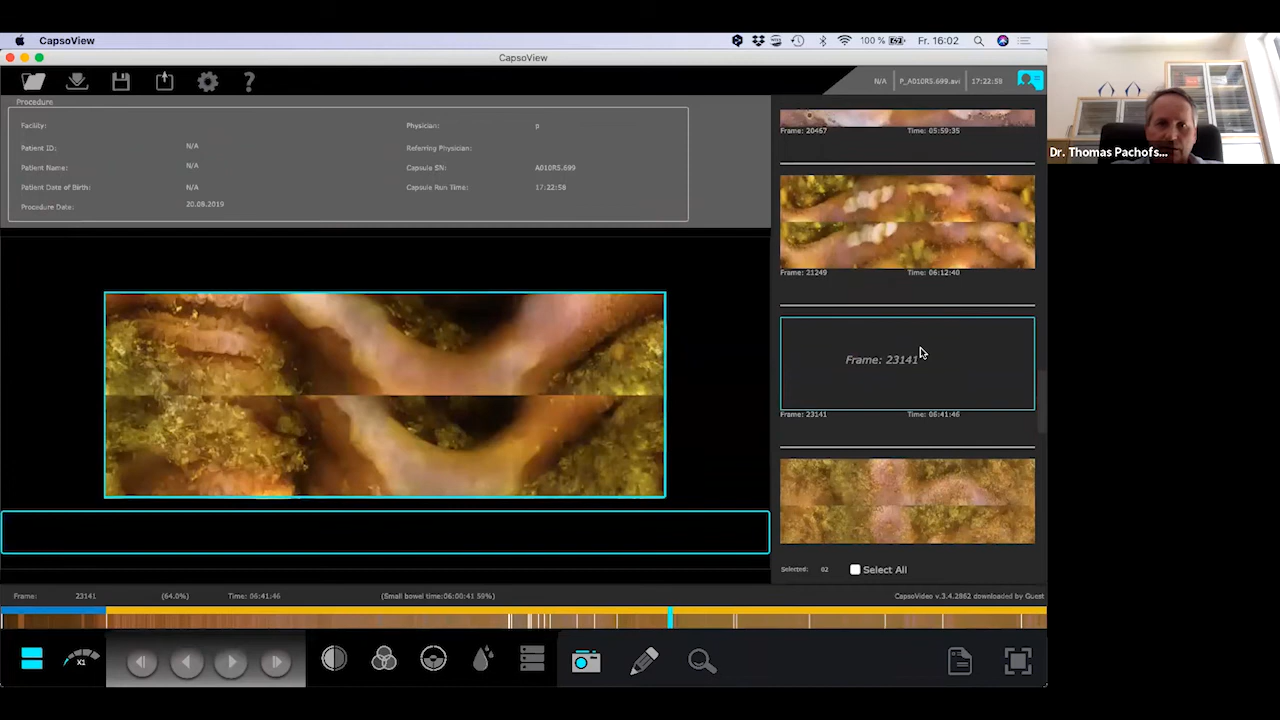 CapsoView 100% Fr. 16:02
CapsoView
N/A P_A010RS.699.avi 17:22:58
Procedure
Facility: Physician: p
Patient ID: N/A Referring Physician:
Patient Name: N/A Capsule SN: A010RS.699
Patient Date of Birth: N/A Capsule Run Time: 17:22:58
Procedure Date: 20.09.2019
Frame: 20467 Time: 05:59:35
Frame: 21249 Time: 06:12:40
Frame: 23141
Frame: 23141 Time: 06:41:46
Selected: 02 Select All
Frame: 23141 (64.0%) Time: 06:41:46 (Small bowel time:06:00:41 59%) CapsoVideo v.3.4.2862 downloaded by Guest
X1
Dr. Thomas Pachofs...